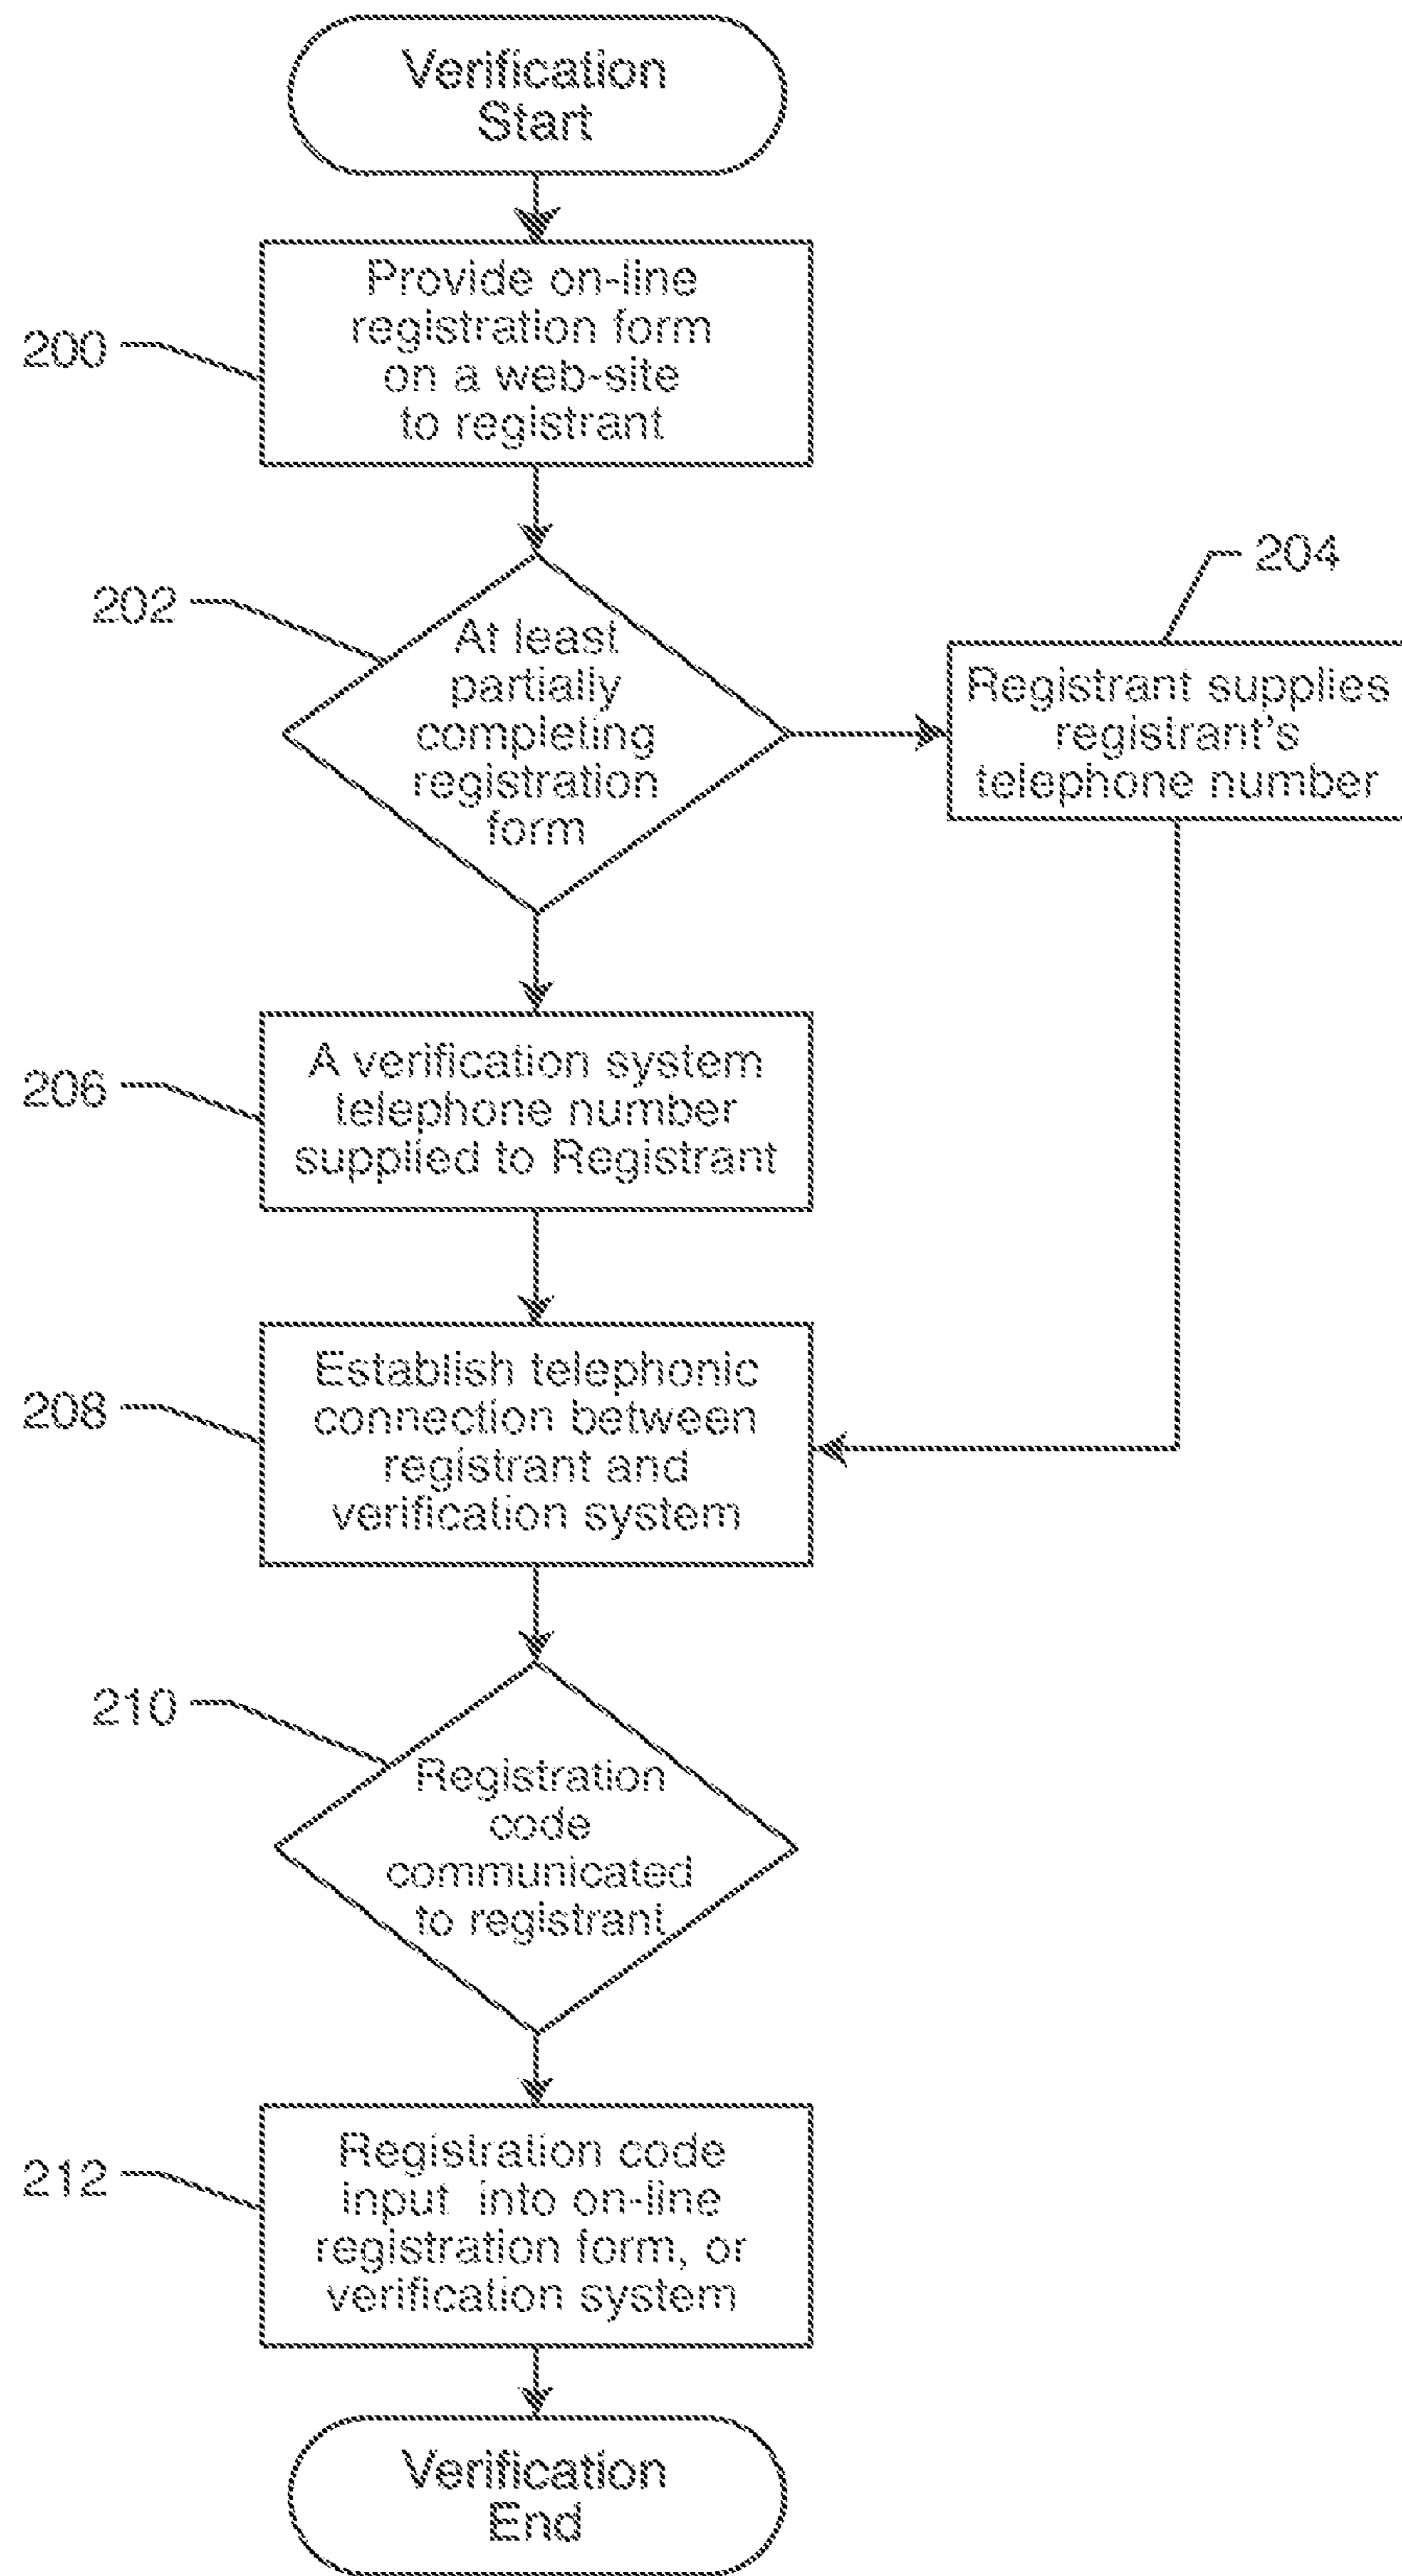 Verification
Start
Provide on-line
registration form
on a web-site
to registrant
200
202
At least
partially
completing
registration
form
204
Registrant supplies
registrant's
telephone number
206
A verification system
telephone number
supplied to Registrant
208
Establish telephonic
connection between
registrant and
verification system
210
Registration
code
communicated
to registrant
212
Registration code
input into on-line
registration form, or
verification system
Verification
End